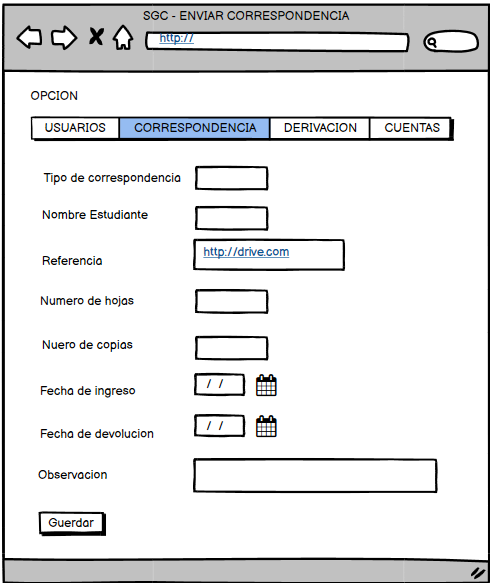 SGC - ENVIAR CORRESPONDENCIA
http://
OPCION
USUARIOS CORRESPONDENCIA DERIVACION CUENTAS
Tipo de correspondencia
Nombre Estudiante
Referencia http://drive.com
Numero de hojas
Nuero de copias
Fecha de ingreso / /
Fecha de devolucion / /
Observacion
Guerdar